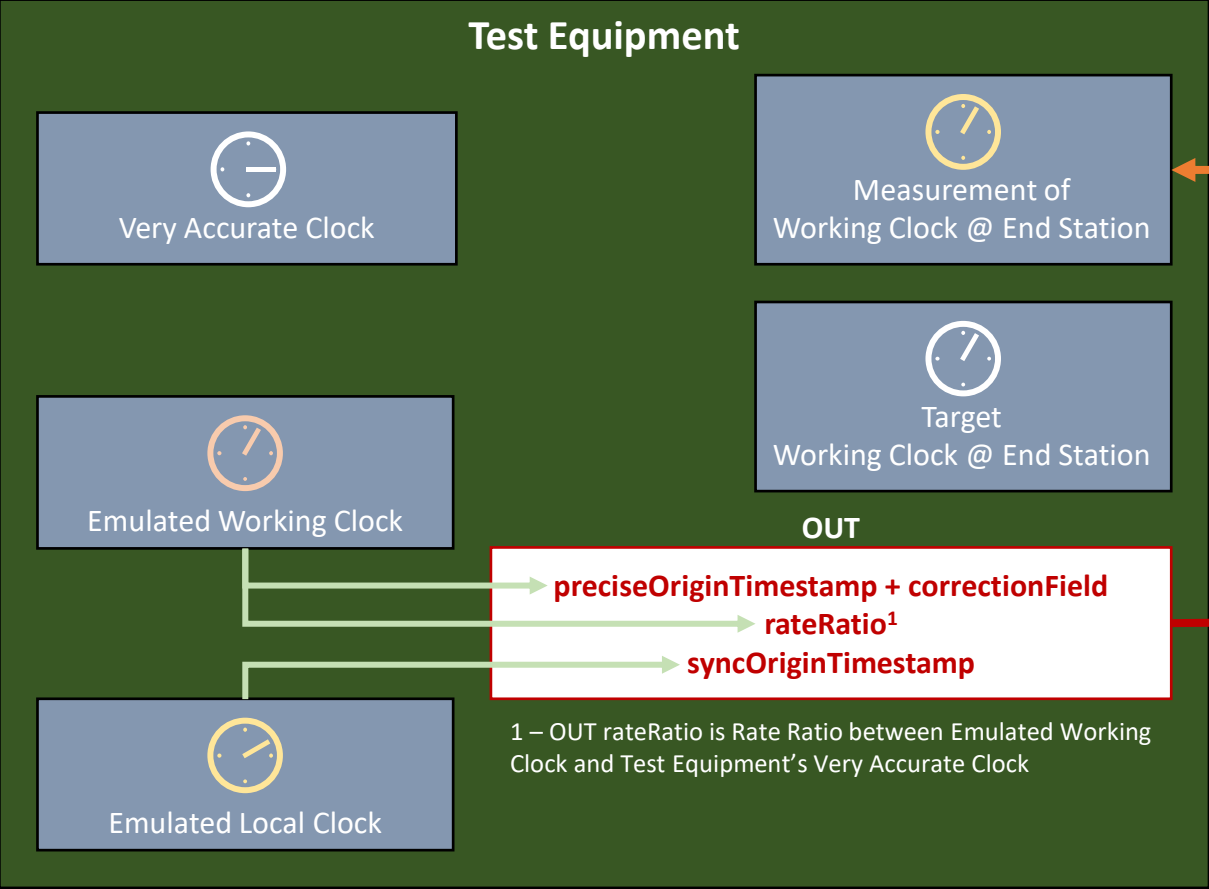 Test Equipment
Very Accurate Clock
Measurement of
Working Clock @ End Station
Target
Working Clock @ End Station
Emulated Working Clock
OUT
preciseOriginTimestamp + correctionField
rateRatio¹
syncOriginTimestamp
1 – OUT rateRatio is Rate Ratio between Emulated Working
Clock and Test Equipment’s Very Accurate Clock
Emulated Local Clock